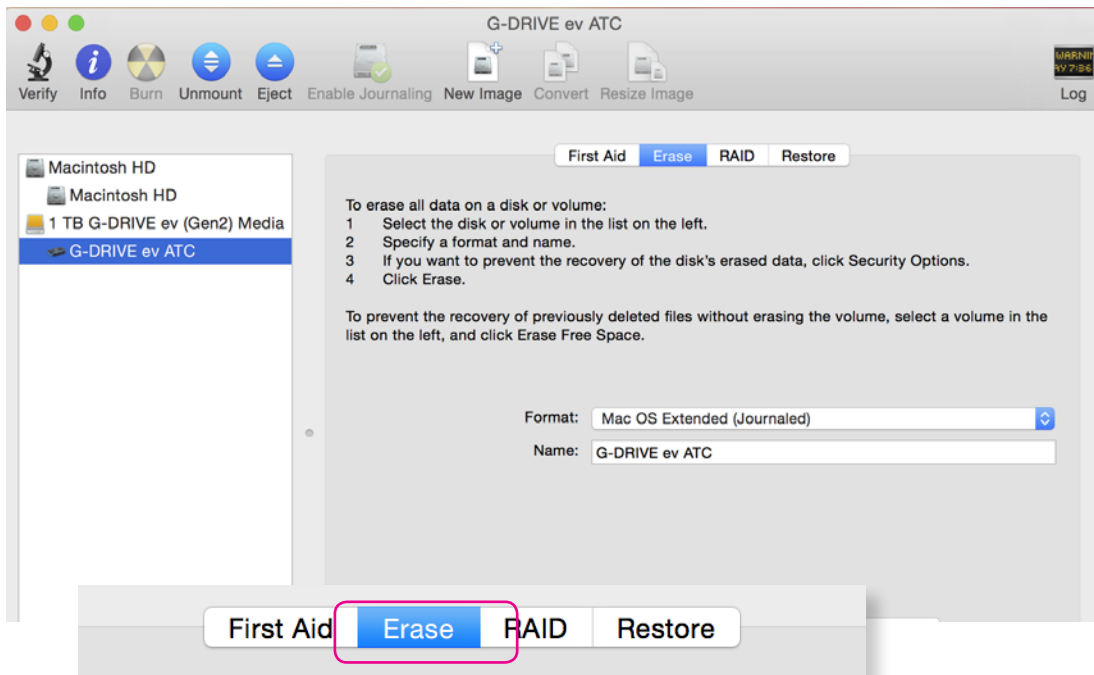 G-DRIVE ev ATC
WARNIN
AY 7:36
Verify Info Burn Unmount Eject Enable Journaling New Image Convert Resize Image Log
First Aid Erase RAID Restore
Macintosh HD
Macintosh HD
1 TB G-DRIVE ev (Gen2) Media
G-DRIVE ev ATC
To erase all data on a disk or volume:
1 Select the disk or volume in the list on the left.
2 Specify a format and name.
3 If you want to prevent the recovery of the disk's erased data, click Security Options.
4 Click Erase.
To prevent the recovery of previously deleted files without erasing the volume, select a volume in the
list on the left, and click Erase Free Space.
Format: Mac OS Extended (Journaled)
Name: G-DRIVE ev ATC
First Aid Erase RAID Restore